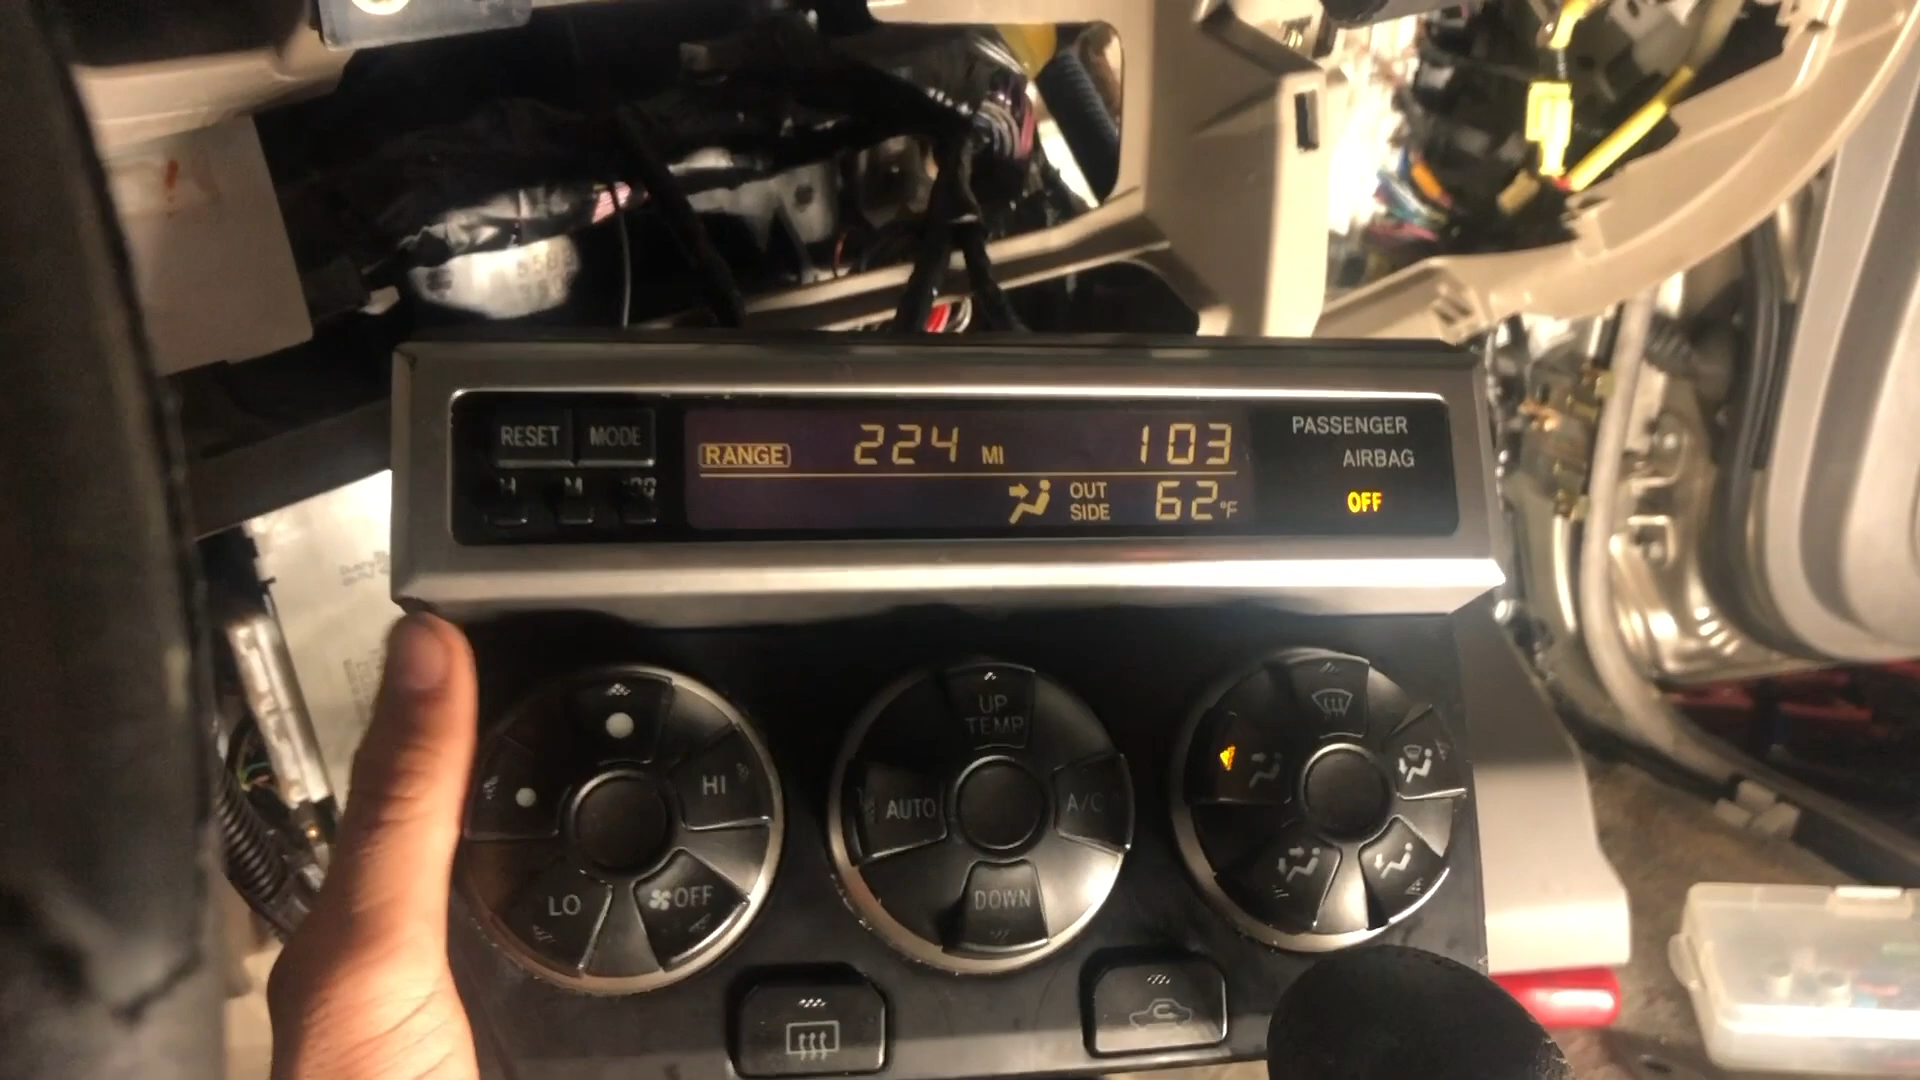 RESET MODE
RANGE 224 MI 103
PASSENGER
AIRBAG
H M :00
OUT
SIDE 62°F
OFF
UP
TEMP
HI
AUTO
A/C
LO
OFF
DOWN